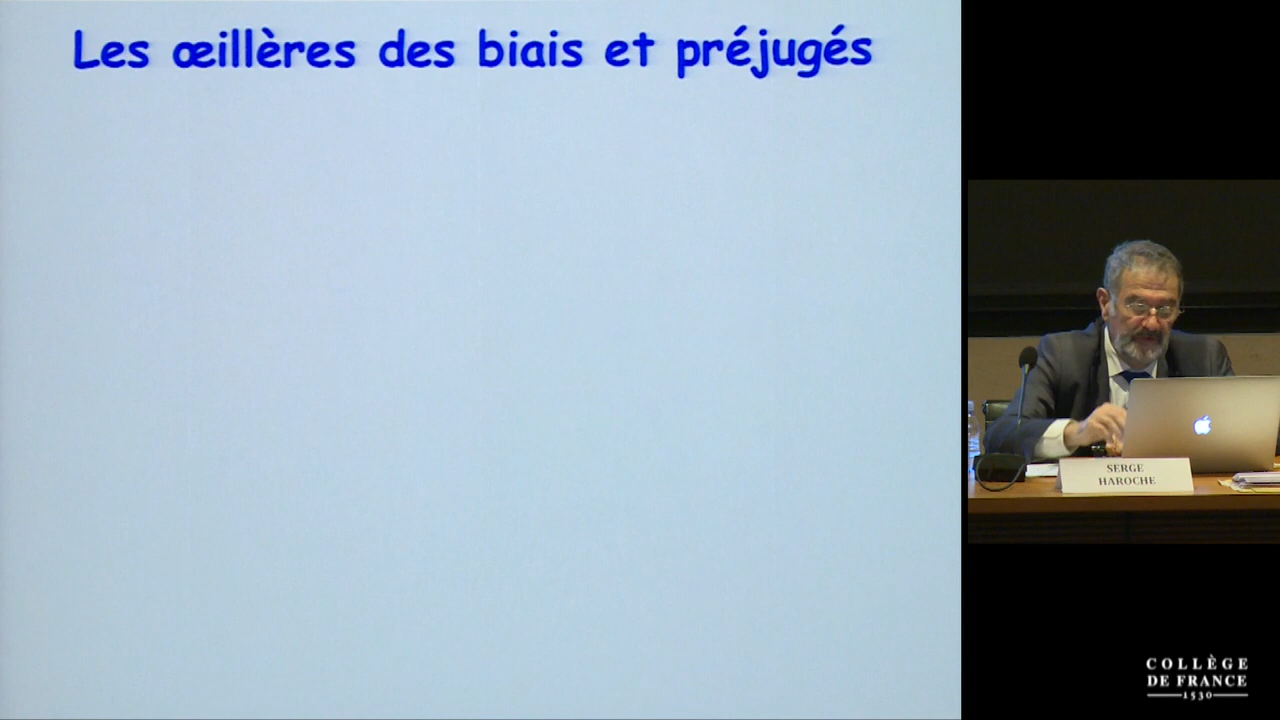 Les œillères des biais et préjugés
SERGE
HAROCHE
COLLÈGE
DE FRANCE
1530